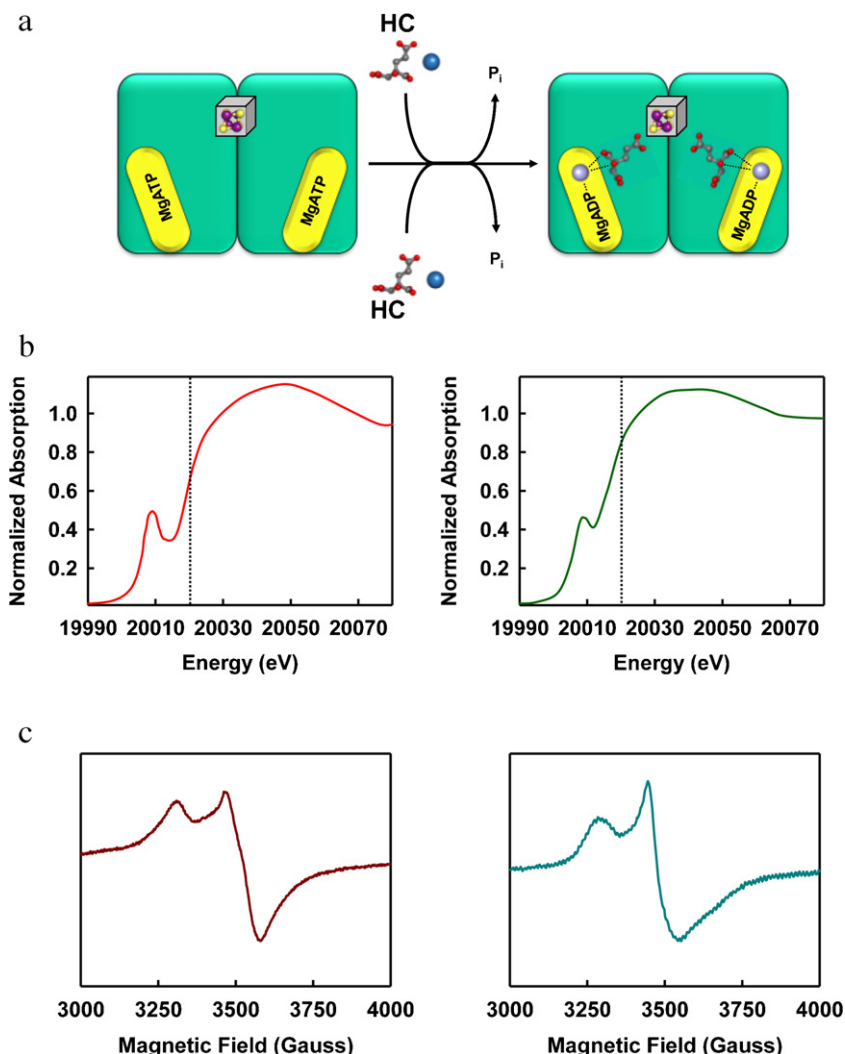 a
HC
Pi
MgATP
MgATP
MgADP
MgADP
Pi
HC
b
Normalized Absorption
1.0
0.8
0.6
0.4
0.2
19990 20010 20030 20050 20070
Energy (eV)
Normalized Absorption
1.0
0.8
0.6
0.4
0.2
19990 20010 20030 20050 20070
Energy (eV)
c
3000 3250 3500 3750 4000
Magnetic Field (Gauss)
3000 3250 3500 3750 4000
Magnetic Field (Gauss)